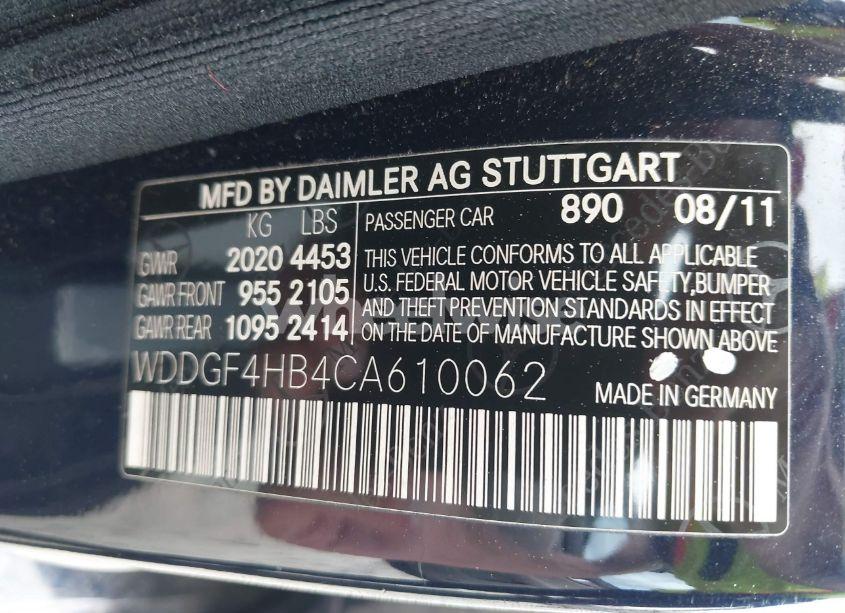 MFD BY DAIMLER AG STUTTGART
KG LBS
GWR 2020 4453
GAWR FRONT 955 2105
GAWR REAR 1095 2414
PASSENGER CAR 890 08/11
THIS VEHICLE CONFORMS TO ALL APPLICABLE
U.S. FEDERAL MOTOR VEHICLE SAFETY,BUMPER
AND THEFT PREVENTION STANDARDS IN EFFECT
ON THE DATE OF MANUFACTURE SHOWN ABOVE
WDDGF4HB4CA610062
MADE IN GERMANY